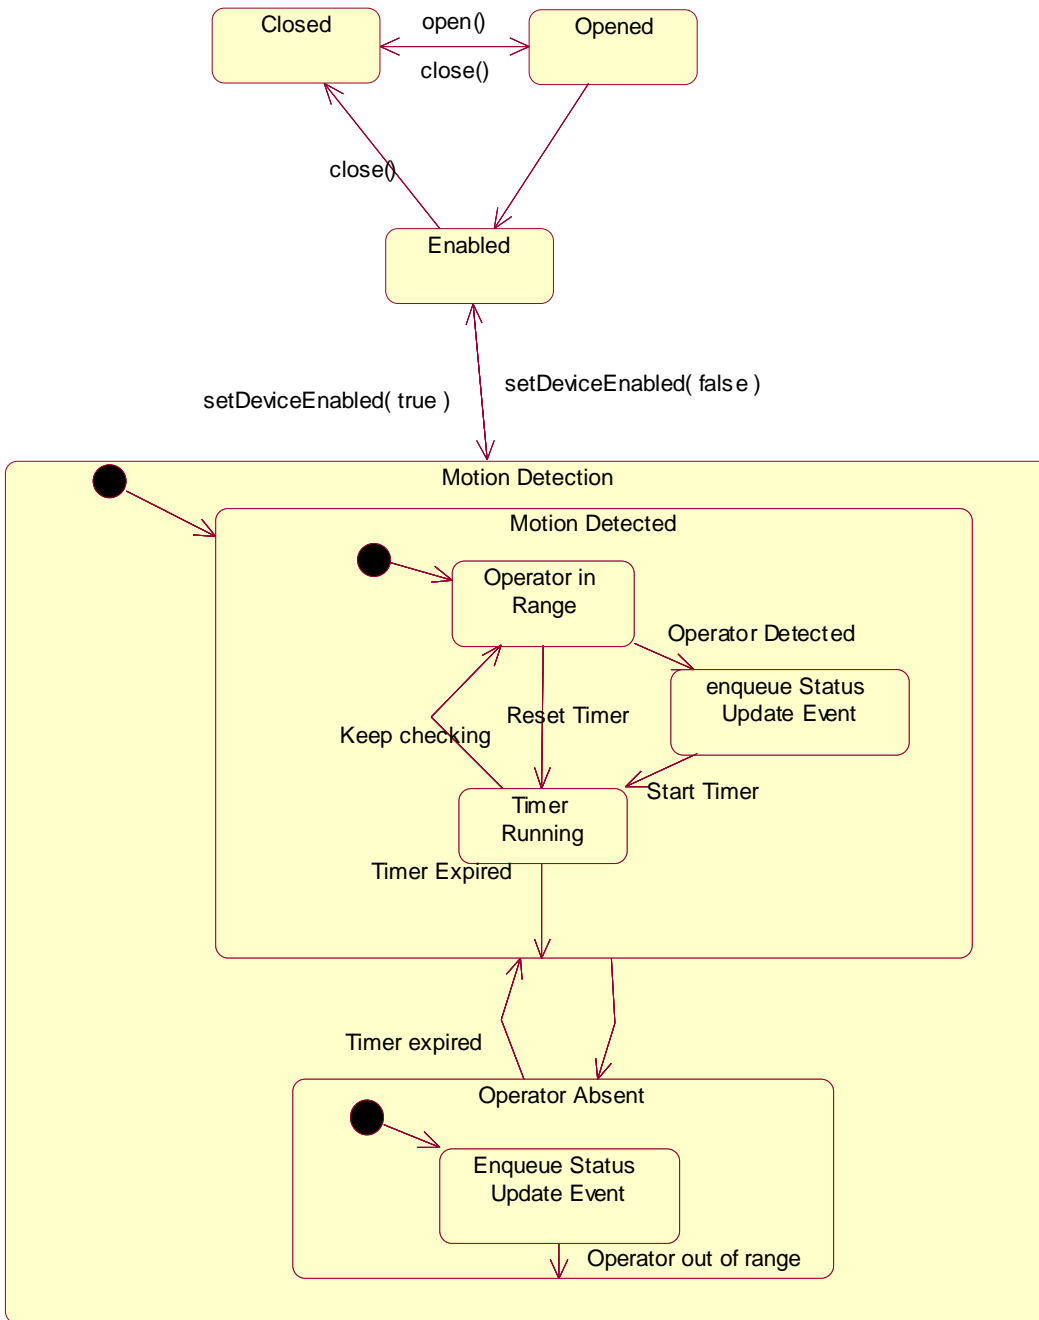 Closed
open()
Opened
close()
close()
Enabled
setDeviceEnabled( false )
setDeviceEnabled( true )
Motion Detection
Motion Detected
Operator in
Range
Operator Detected
enqueue Status
Update Event
Reset Timer
Keep checking
Start Timer
Timer
Running
Timer Expired
Timer expired
Operator Absent
Enqueue Status
Update Event
Operator out of range